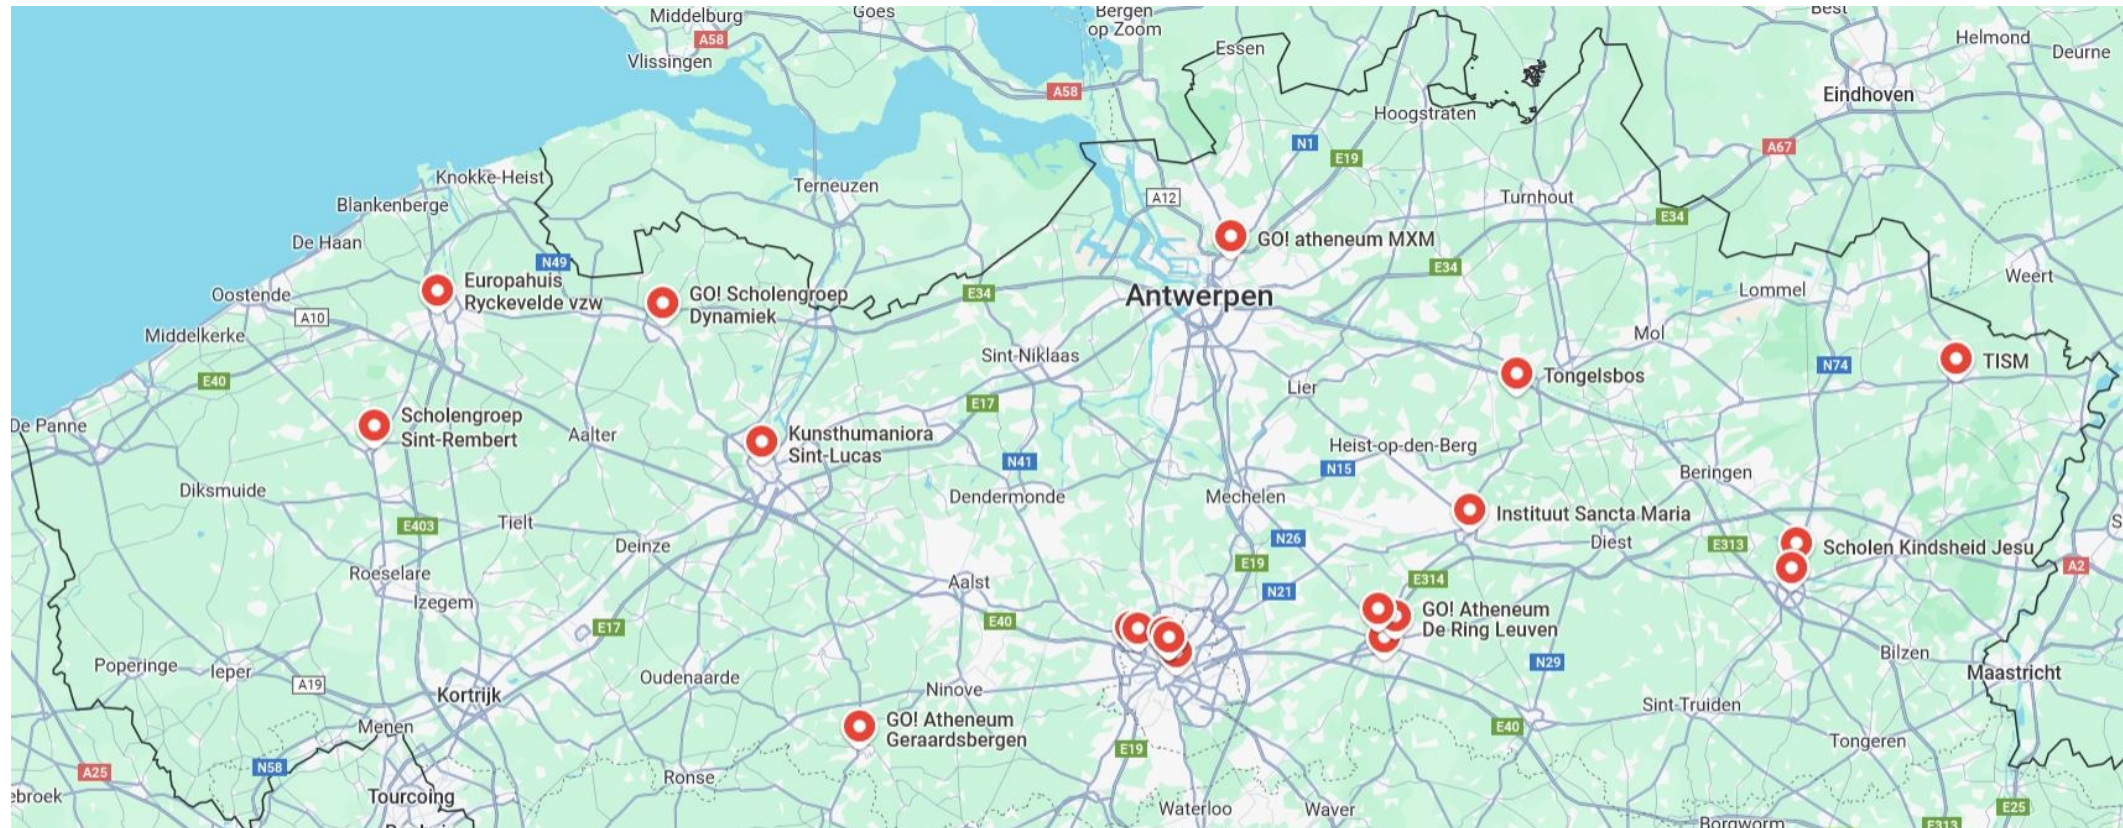 Middelburg
Goes
Bergen
op Zoom
Best
A58
Essen
Helmond
Deurne
Vlissingen
A58
Eindhoven
Hoogstraten
N1
E19
A67
Knokke-Heist
Terneuzen
A12
Turnhout
Blankenberge
E34
De Haan
GO! atheneum MXM
N49
E34
Weert
Europahuis
Ryckevelde vzw
GO! Scholengroep
Dynamiek
E34
Antwerpen
Lommel
Oostende
A10
Middelkerke
Mol
Sint-Niklaas
TISM
N74
E40
Tongelsbos
Lier
E17
Scholengroep
Sint-Rembert
De Panne
Aalter
Kunsthumaniora
Sint-Lucas
Heist-op-den-Berg
N41
N15
Beringen
Diksmuide
Dendermonde
Mechelen
Instituut Sancta Maria
E403
Tielt
N26
Diest
E313
Scholen Kindsheid Jesu
Deinze
E19
A2
Roeselare
Aalst
E314
N21
Izegem
GO! Atheneum
De Ring Leuven
E17
E40
Bilzen
Poperinge
Ieper
Oudenaarde
N29
Maastricht
A19
Kortrijk
Ninove
Sint-Truiden
Menen
GO! Atheneum
Geraardsbergen
E40
E19
Tongeren
A25
N58
Ronse
ebroek
Tourcoing
Waterloo
Waver
E25
Borgworm
E313